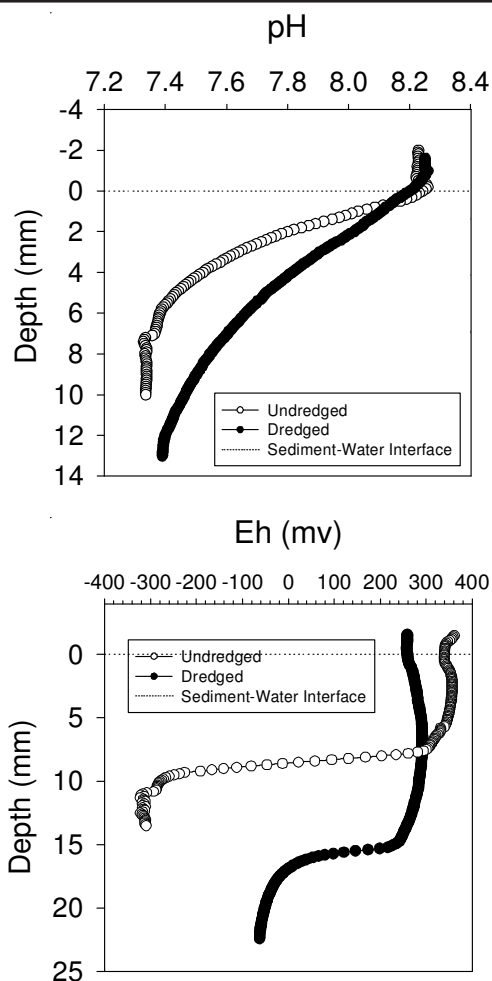 pH
7.2 7.4 7.6 7.8 8.0 8.2 8.4
-4
-2
0
2
4
6
8
10
12
14
Depth (mm)
Undredged
Dredged
Sediment-Water Interface
Eh (mv)
-400 -300 -200 -100 0 100 200 300 400
0
5
10
15
20
25
Depth (mm)
Undredged
Dredged
Sediment-Water Interface